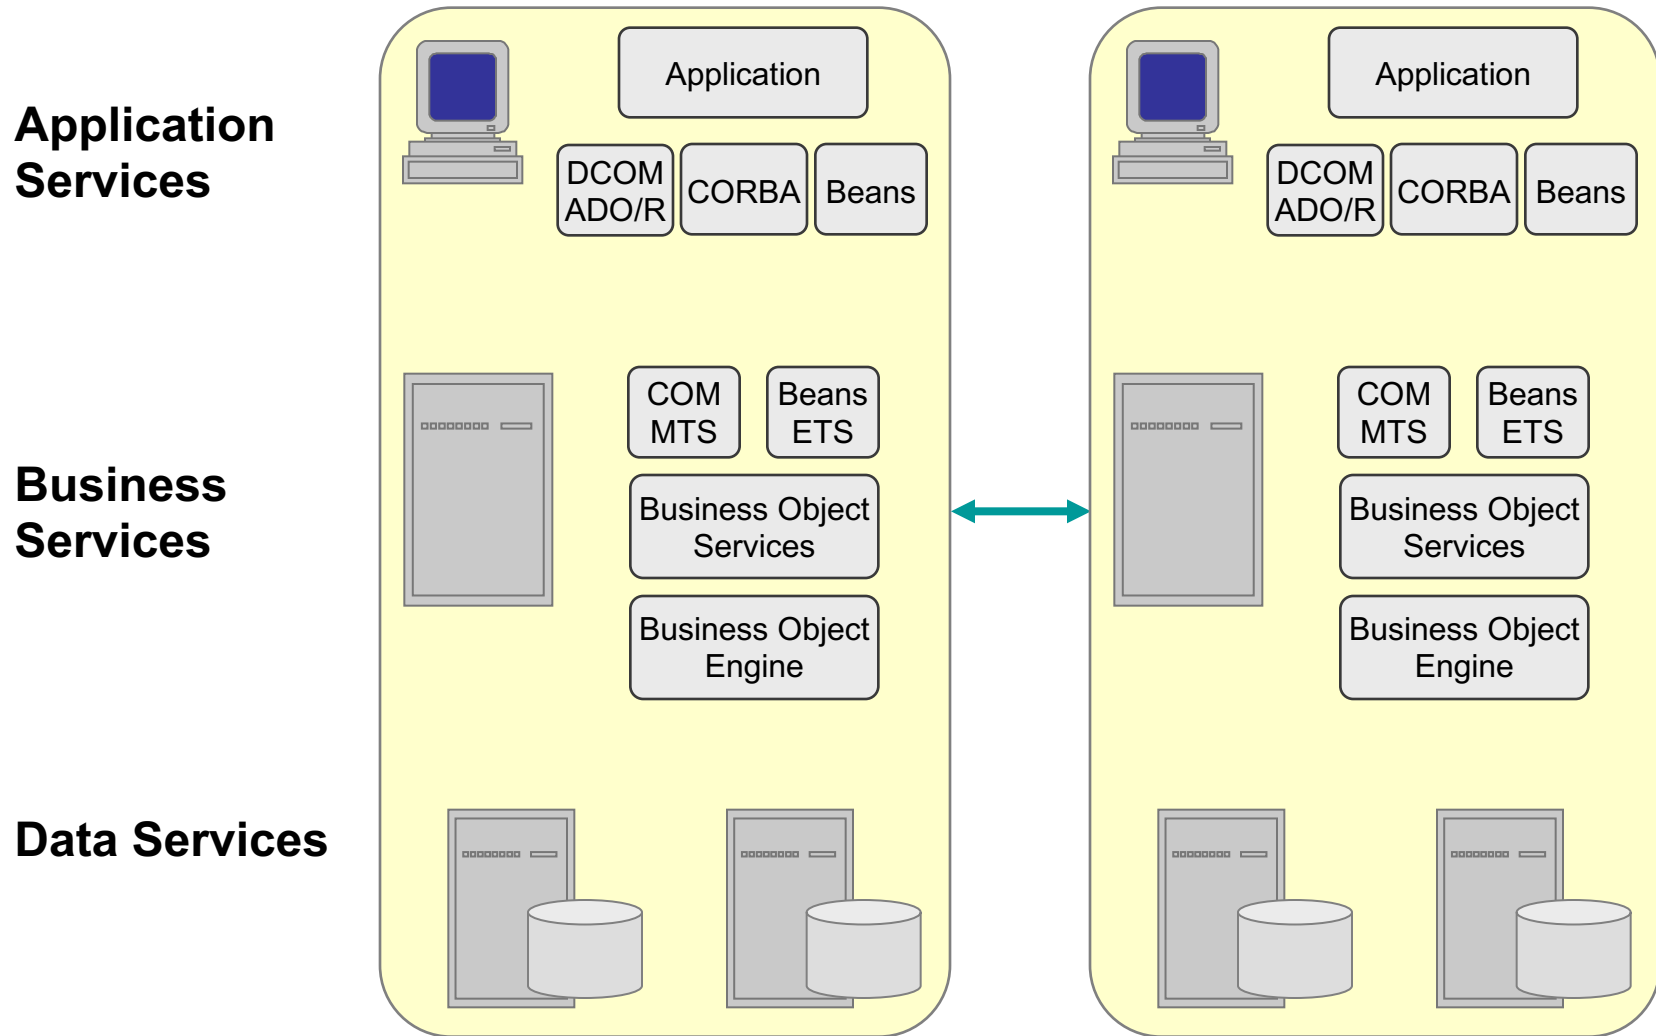 Application
Services
Application
DCOM
ADO/R
CORBA
Beans
Application
DCOM
ADO/R
CORBA
Beans
Business
Services
COM
MTS
Beans
ETS
Business Object
Services
Business Object
Engine
COM
MTS
Beans
ETS
Business Object
Services
Business Object
Engine
Data Services